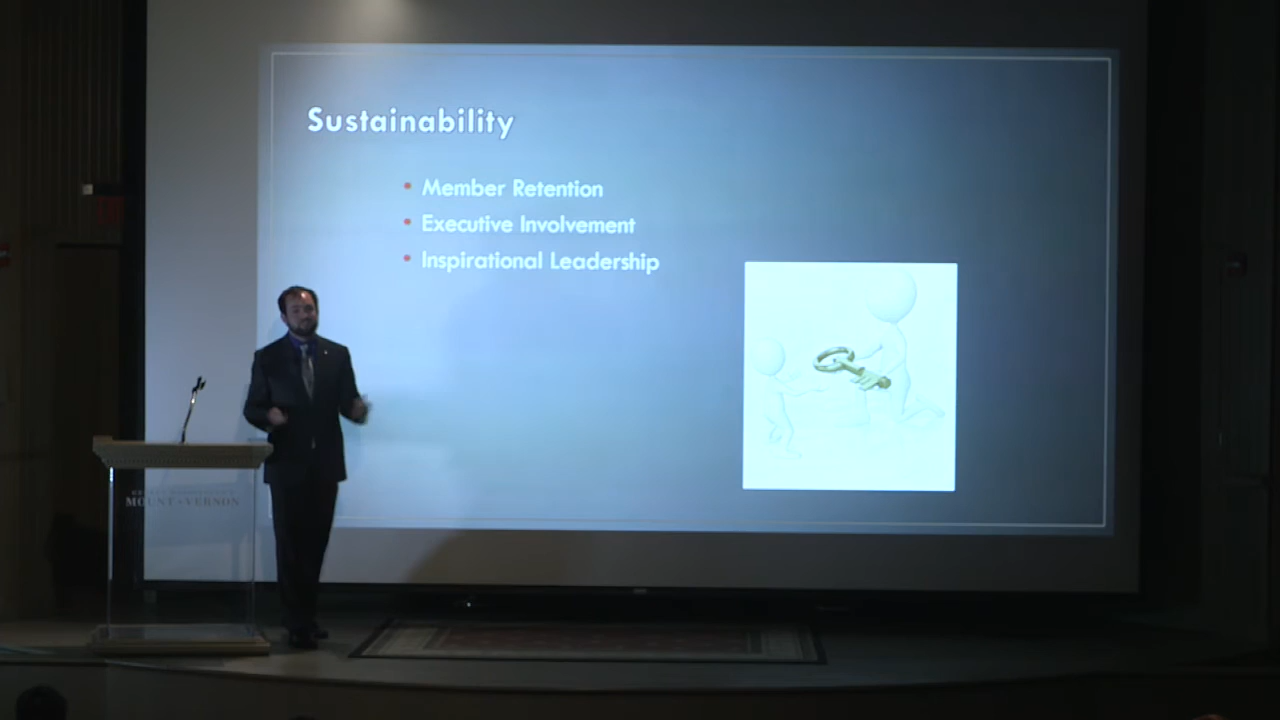 Sustainability
• Member Retention
• Executive Involvement
• Inspirational Leadership
MOUNT VERNON